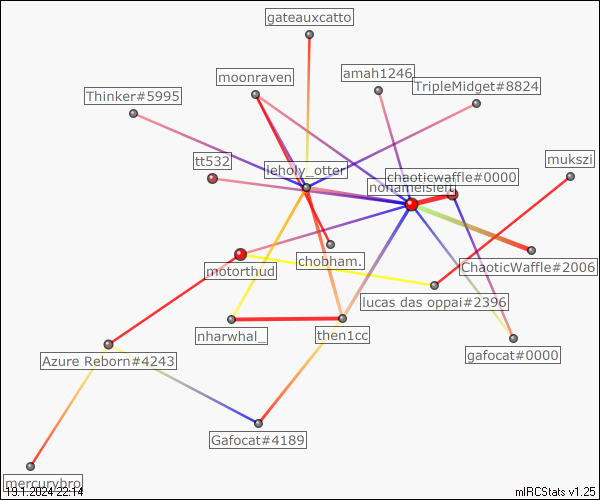 gateauxcatto
moonraven
amah1246
Thinker#5995
TripleMidget#8824
tt532
mukszi
leholy_otter
chaoticwaffle#0000
chobham.
ChaoticWaffle#2006
motorthud
lucas das oppai#2396
nharwhal_
then1cc
gafocat#0000
Azure Reborn#4243
Gafocat#4189
mercurybro
19.1.2024 22:14
mIRCStats v1.25